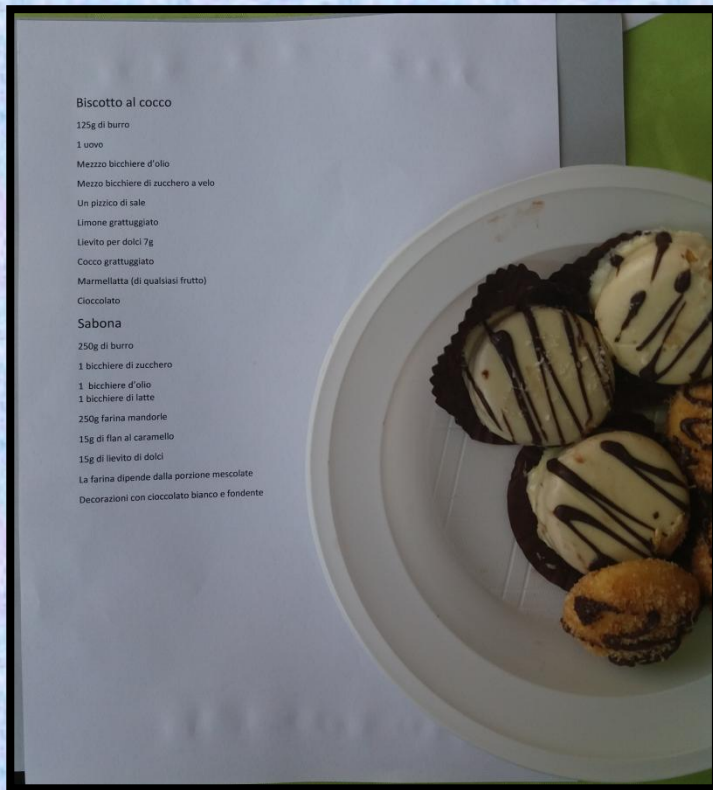 Biscotto al cocco
125g di burro
1 uovo
Mezzzo bicchiere d'olio
Mezzo bicchiere di zucchero a velo
Un pizzico di sale
Limone grattuggiato
Lievito per dolci 7g
Cocco grattuggiato
Marmellatta (di qualsiasi frutto)
Cioccolato
Sabona
250g di burro
1 bicchiere di zucchero
1 bicchiere d'olio
1 bicchiere di latte
250g farina mandorle
15g di flan al caramello
15g di lievito di dolci
La farina dipende dalla porzione mescolate
Decorazioni con cioccolato bianco e fondente